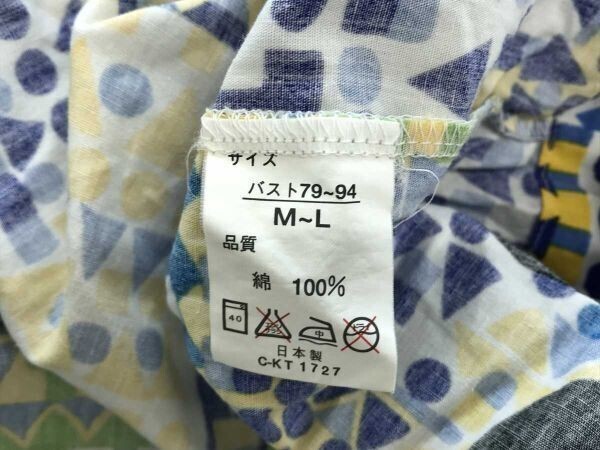 サイズ
バスト79~94
M~L
品質
綿 100%
40 中
日本製
C-KT 1727